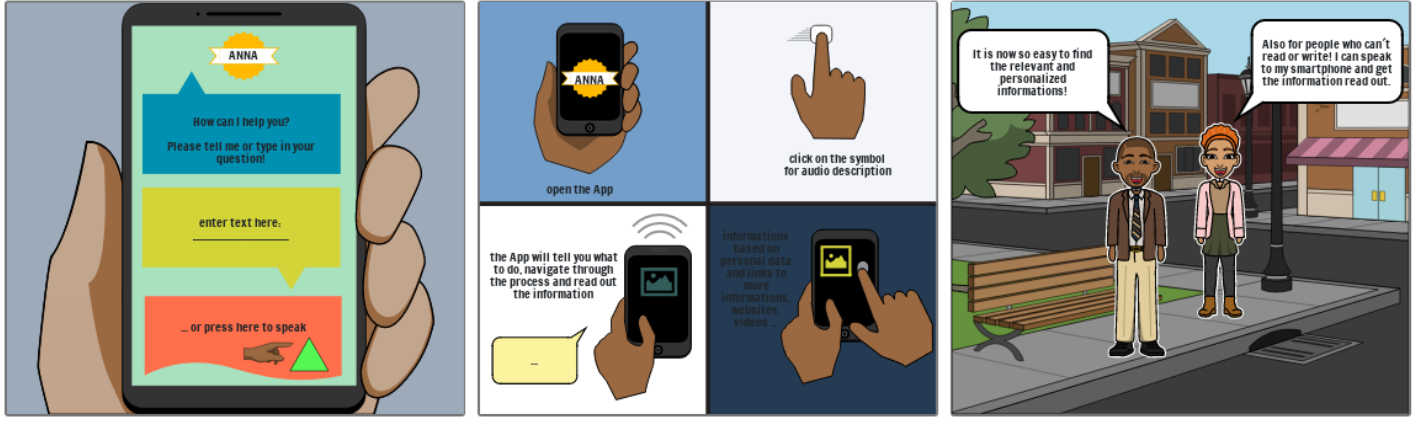 ANNA
How can I help you?
Please tell me or type in your
question!
enter text here:
... or press here to speak
ANNA
open the App
click on the symbol
for audio description
the App will tell you what
to do, navigate through
the process and read out
the information
...
informations
based on
personal data
and links to
more
informations,
websites,
videos ...
It is now so easy to find
the relevant and
personalized
informations!
Also for people who can´t
read or write! I can speak
to my smartphone and get
the information read out.